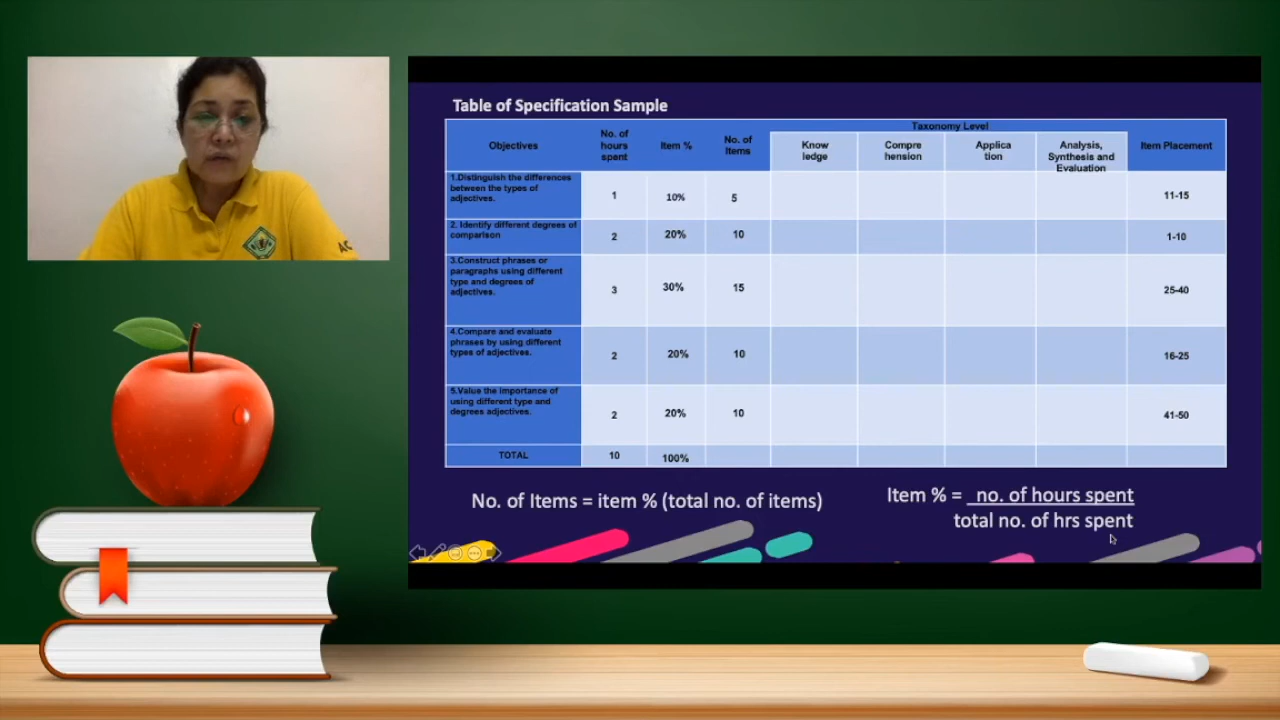 Table of Specification Sample
Objectives
No. of
hours
spent
Item %
No. of
Items
Taxonomy Level
Know
ledge
Compre
hension
Applica
tion
Analysis,
Synthesis and
Evaluation
Item Placement
1.Distinguish the differences
between the types of
adjectives.
1
10%
5
11-15
2. Identify different degrees of
comparison
2
20%
10
1-10
3.Construct phrases or
paragraphs using different
type and degrees of
adjectives.
3
30%
15
25-40
4.Compare and evaluate
phrases by using different
types of adjectives.
2
20%
10
16-25
5.Value the importance of
using different type and
degrees adjectives.
2
20%
10
41-50
TOTAL
10
100%
No. of Items = item % (total no. of items)
Item % = no. of hours spent
total no. of hrs spent
AC